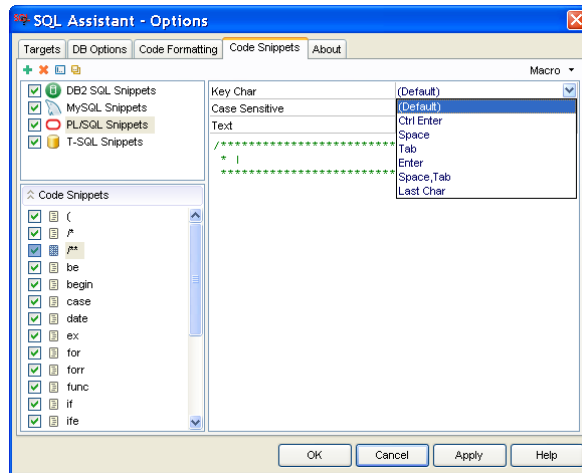 SQL Assistant - Options
Targets DB Options Code Formatting Code Snippets About
Macro
DB2 SQL Snippets
MySQL Snippets
PL/SQL Snippets
T-SQL Snippets
Key Char (Default)
Case Sensitive
Text
(Default)
Ctrl Enter
Space
Tab
Enter
Space,Tab
Last Char
/**************************
* |
**************************
Code Snippets
(
/*
/**
be
begin
case
date
ex
for
forr
func
if
ife
OK Cancel Apply Help